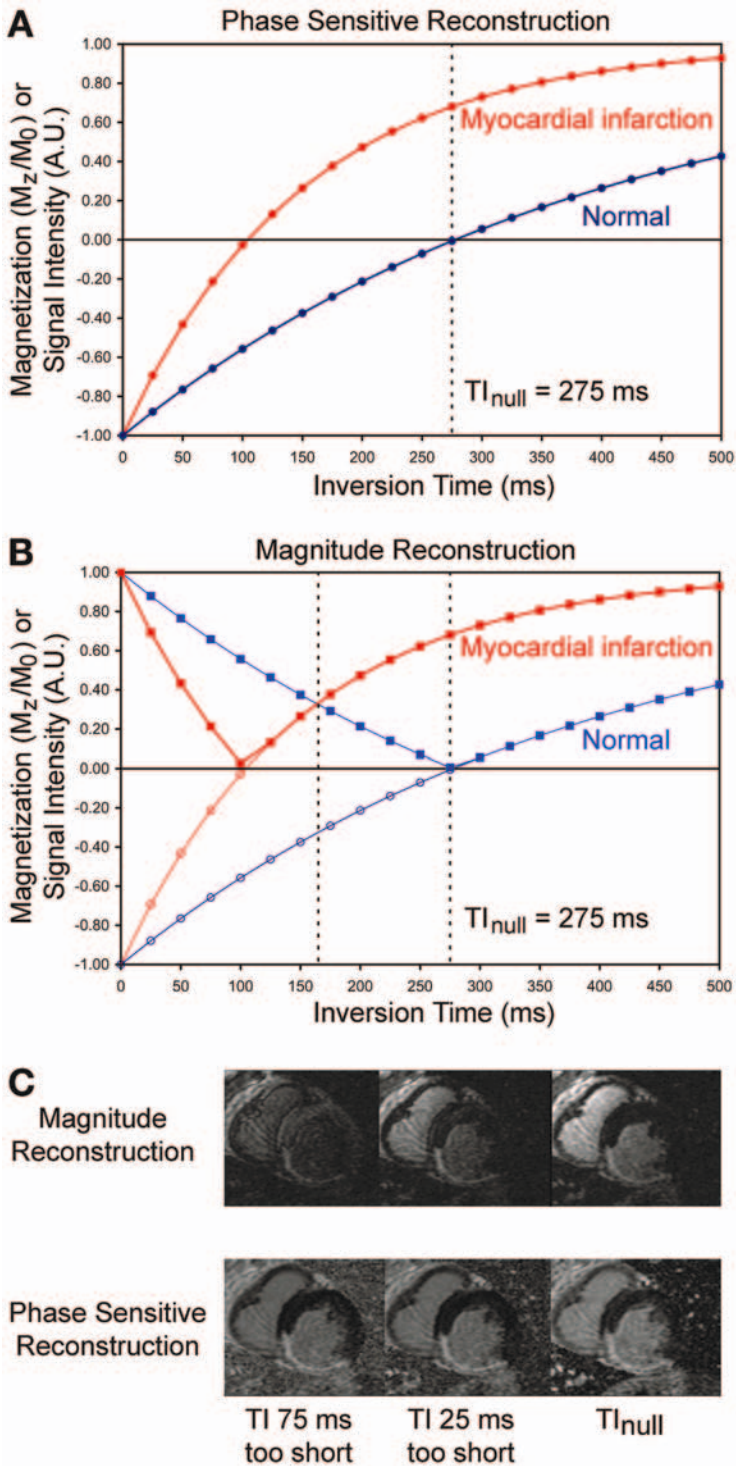 A
Phase Sensitive Reconstruction
Magnetization (Mz/M0) or
Signal Intensity (A.U.)
1.00
0.80
0.60
0.40
0.20
0.00
-0.20
-0.40
-0.60
-0.80
-1.00
Myocardial infarction
Normal
TInull = 275 ms
0 50 100 150 200 250 300 350 400 450 500
Inversion Time (ms)
B
Magnitude Reconstruction
Magnetization (Mz/M0) or
Signal Intensity (A.U.)
1.00
0.80
0.60
0.40
0.20
0.00
-0.20
-0.40
-0.60
-0.80
-1.00
Myocardial infarction
Normal
TInull = 275 ms
0 50 100 150 200 250 300 350 400 450 500
Inversion Time (ms)
C
Magnitude
Reconstruction
Phase Sensitive
Reconstruction
TI 75 ms
too short
TI 25 ms
too short
TInull